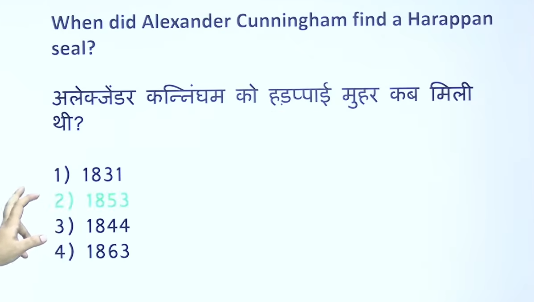 When did Alexander Cunningham find a Harappan
seal?
अलेक्जेंडर कन्निंघम को हड़प्पाई मुहर कब मिली
थी?
1) 1831
2) 1853
3) 1844
4) 1863